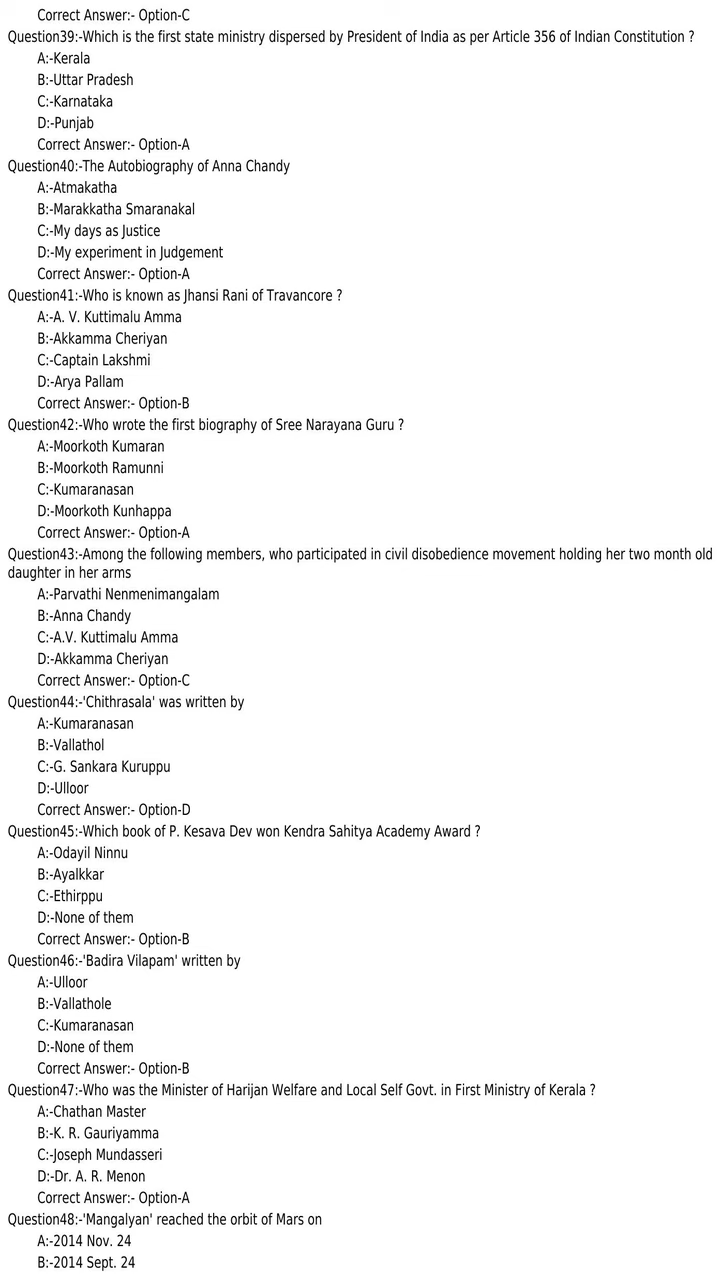 Correct Answer:- Option-C
Question39:-Which is the first state ministry dispersed by President of India as per Article 356 of Indian Constitution ?
A:-Kerala
B:-Uttar Pradesh
C:-Karnataka
D:-Punjab
Correct Answer:- Option-A
Question40:-The Autobiography of Anna Chandy
A:-Atmakatha
B:-Marakkatha Smaranakal
C:-My days as Justice
D:-My experiment in Judgement
Correct Answer:- Option-A
Question41:-Who is known as Jhansi Rani of Travancore ?
A:-A. V. Kuttimalu Amma
B:-Akkamma Cheriyan
C:-Captain Lakshmi
D:-Arya Pallam
Correct Answer:- Option-B
Question42:-Who wrote the first biography of Sree Narayana Guru ?
A:-Moorkoth Kumaran
B:-Moorkoth Ramunni
C:-Kumaranasan
D:-Moorkoth Kunhappa
Correct Answer:- Option-A
Question43:-Among the following members, who participated in civil disobedience movement holding her two month old
daughter in her arms
A:-Parvathi Nenmenimangalam
B:-Anna Chandy
C:-A.V. Kuttimalu Amma
D:-Akkamma Cheriyan
Correct Answer:- Option-C
Question44:-'Chithrasala' was written by
A:-Kumaranasan
B:-Vallathol
C:-G. Sankara Kuruppu
D:-Ulloor
Correct Answer:- Option-D
Question45:-Which book of P. Kesava Dev won Kendra Sahitya Academy Award ?
A:-Odayil Ninnu
B:-Ayalkkar
C:-Ethirppu
D:-None of them
Correct Answer:- Option-B
Question46:-'Badira Vilapam' written by
A:-Ulloor
B:-Vallathole
C:-Kumaranasan
D:-None of them
Correct Answer:- Option-B
Question47:-Who was the Minister of Harijan Welfare and Local Self Govt. in First Ministry of Kerala ?
A:-Chathan Master
B:-K. R. Gauriyamma
C:-Joseph Mundasseri
D:-Dr. A. R. Menon
Correct Answer:- Option-A
Question48:-'Mangalyan' reached the orbit of Mars on
A:-2014 Nov. 24
B:-2014 Sept. 24